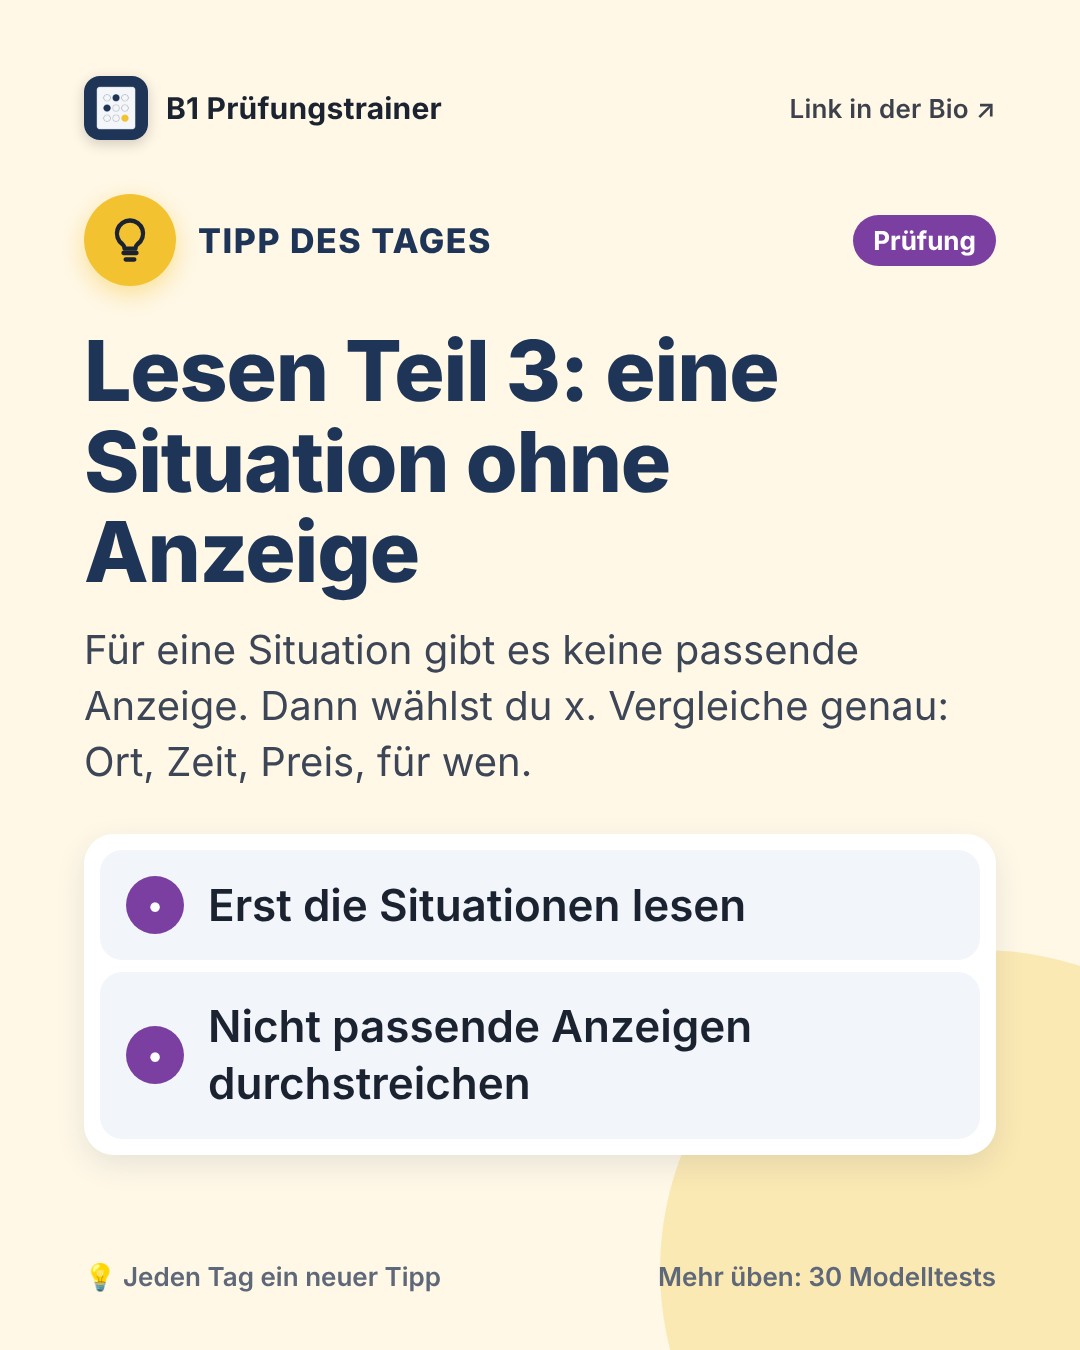 B1 Prüfungstrainer
Link in der Bio ↗
TIPP DES TAGES
Prüfung
Lesen Teil 3: eine
Situation ohne
Anzeige
Für eine Situation gibt es keine passende
Anzeige. Dann wählst du x. Vergleiche genau:
Ort, Zeit, Preis, für wen.
• Erst die Situationen lesen
• Nicht passende Anzeigen
durchstreichen
💡 Jeden Tag ein neuer Tipp
Mehr üben: 30 Modelltests